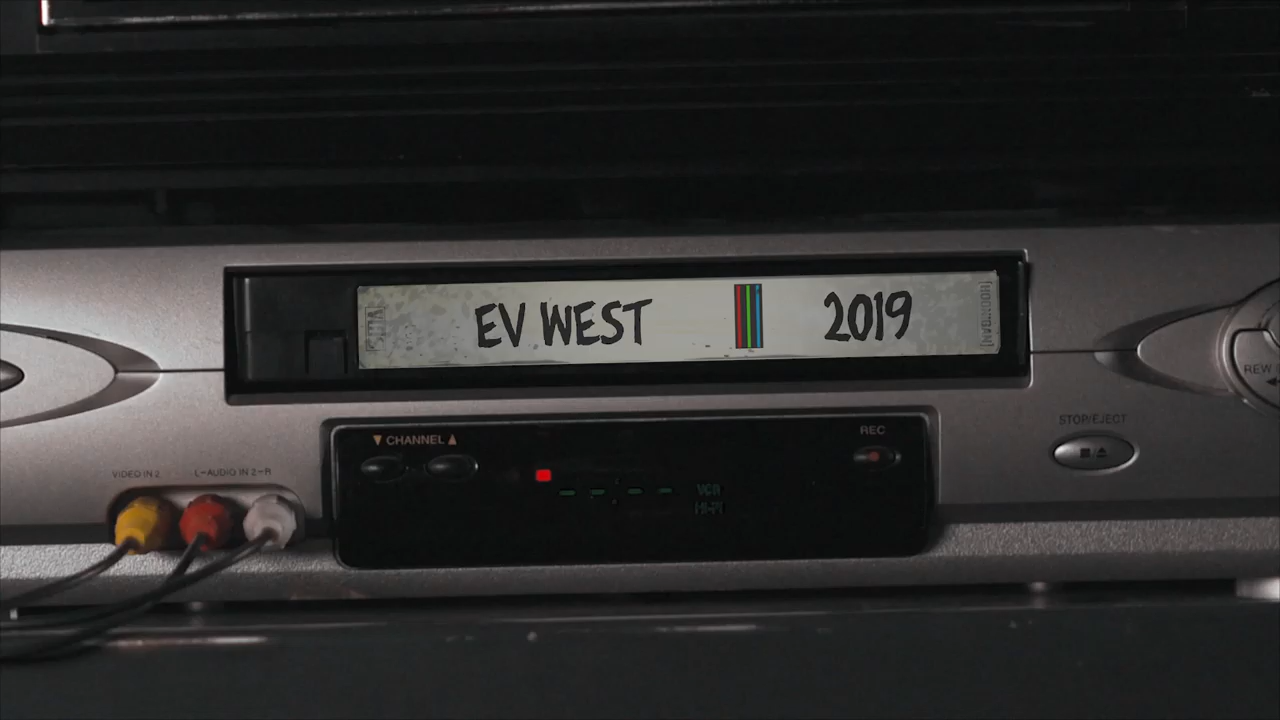 EV WEST 2019
REW
STOP/EJECT
▼ CHANNEL ▲
REC
VIDEO IN 2 L-AUDIO IN 2-R
VCR
HI-FI